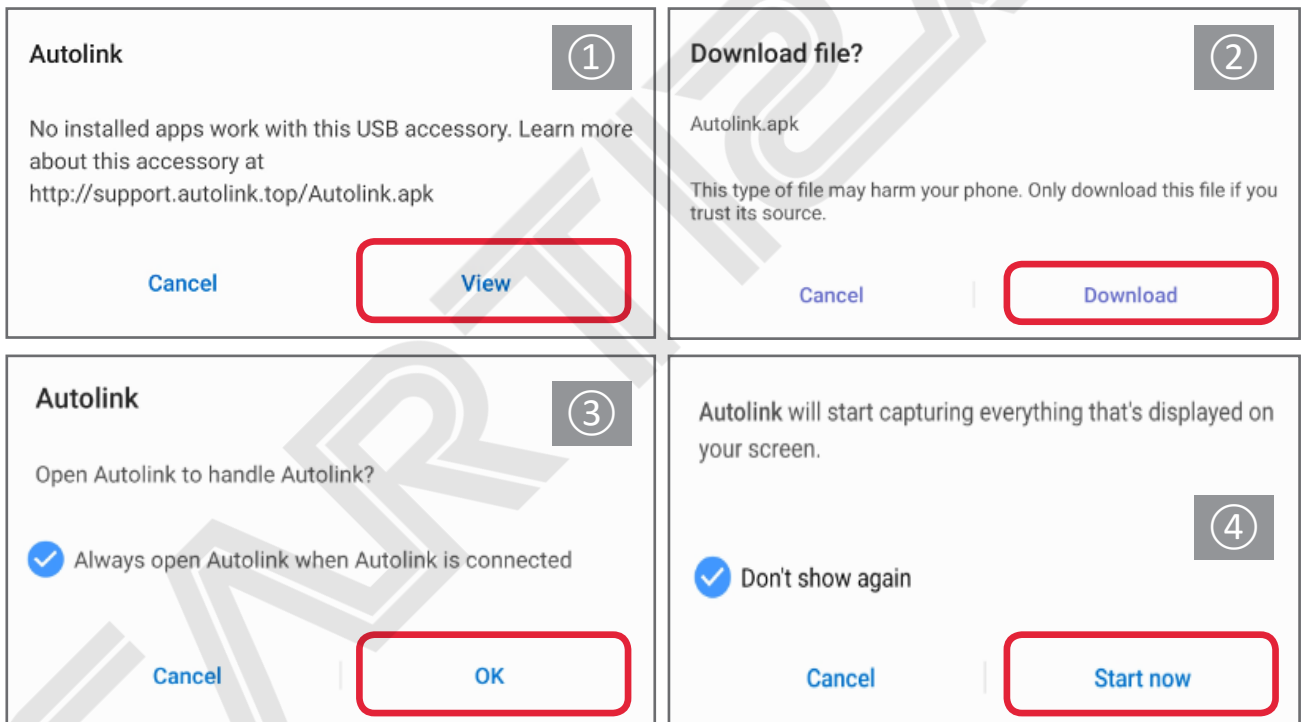 Autolink
①
No installed apps work with this USB accessory. Learn more
about this accessory at
http://support.autolink.top/Autolink.apk
Cancel
View
Download file?
②
Autolink.apk
This type of file may harm your phone. Only download this file if you
trust its source.
Cancel
Download
Autolink
③
Open Autolink to handle Autolink?
Always open Autolink when Autolink is connected
Cancel
OK
Autolink will start capturing everything that's displayed on
your screen.
④
Don't show again
Cancel
Start now